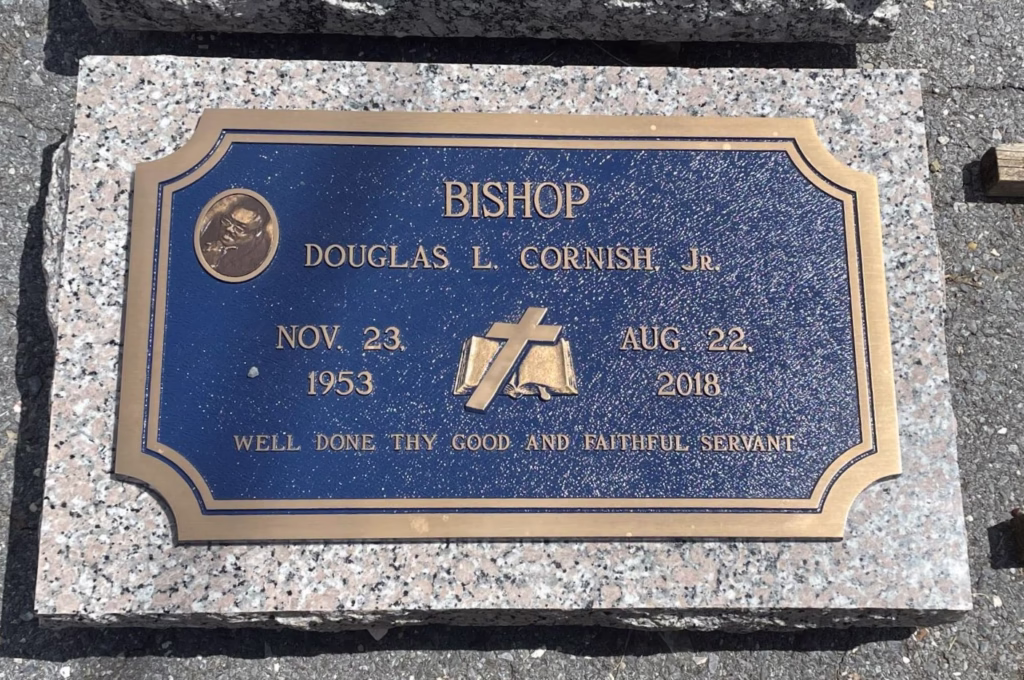 BISHOP
DOUGLAS L. CORNISH, JR.
NOV. 23, 1953
AUG. 22, 2018
WELL DONE THY GOOD AND FAITHFUL SERVANT